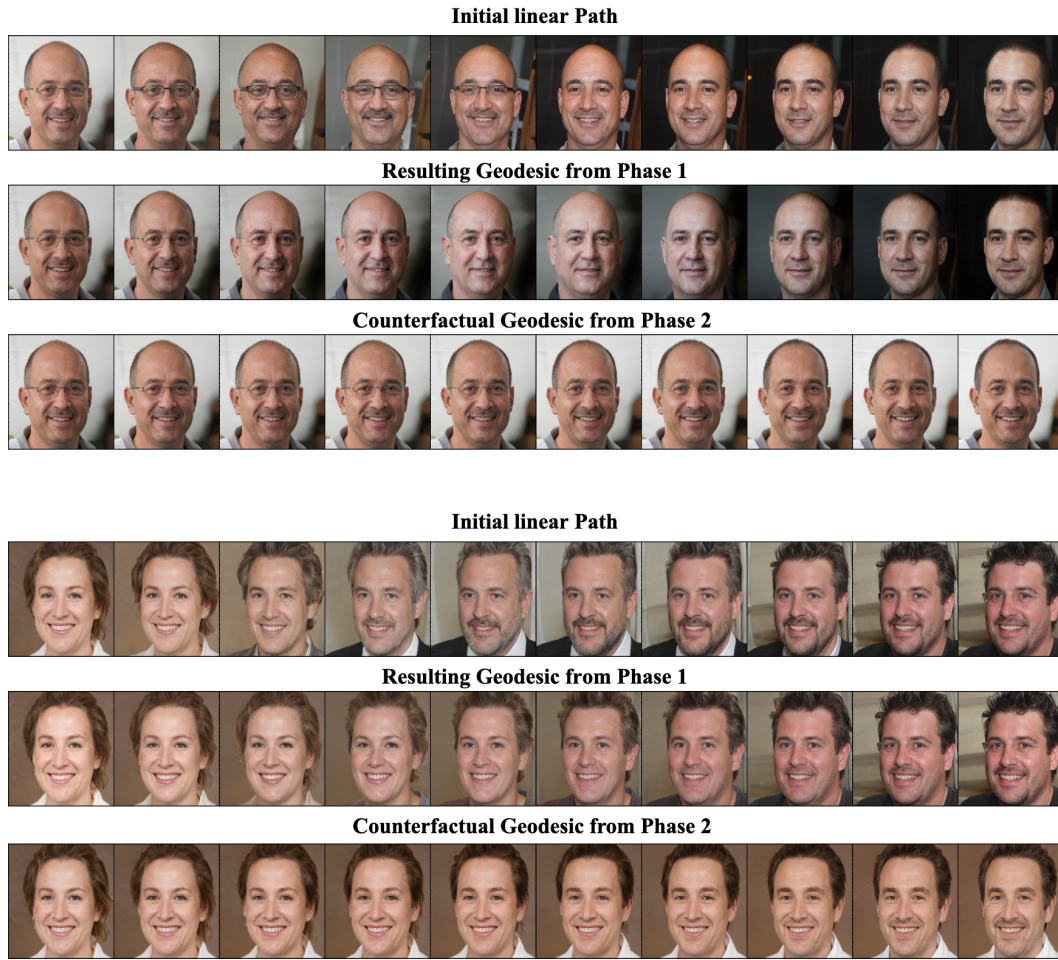 Initial linear Path
Resulting Geodesic from Phase 1
Counterfactual Geodesic from Phase 2
Initial linear Path
Resulting Geodesic from Phase 1
Counterfactual Geodesic from Phase 2